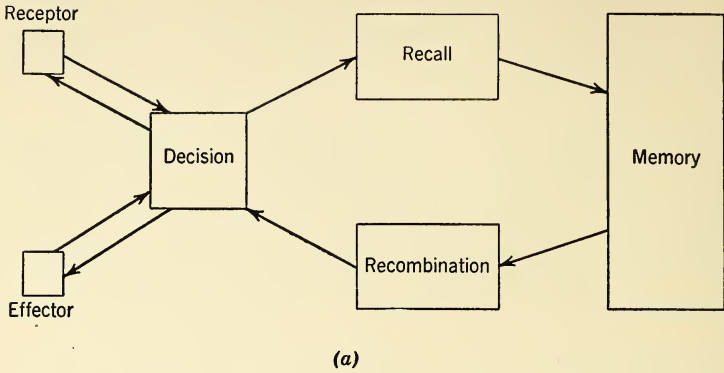 Receptor
Recall
Decision
Memory
Recombination
Effector
(a)